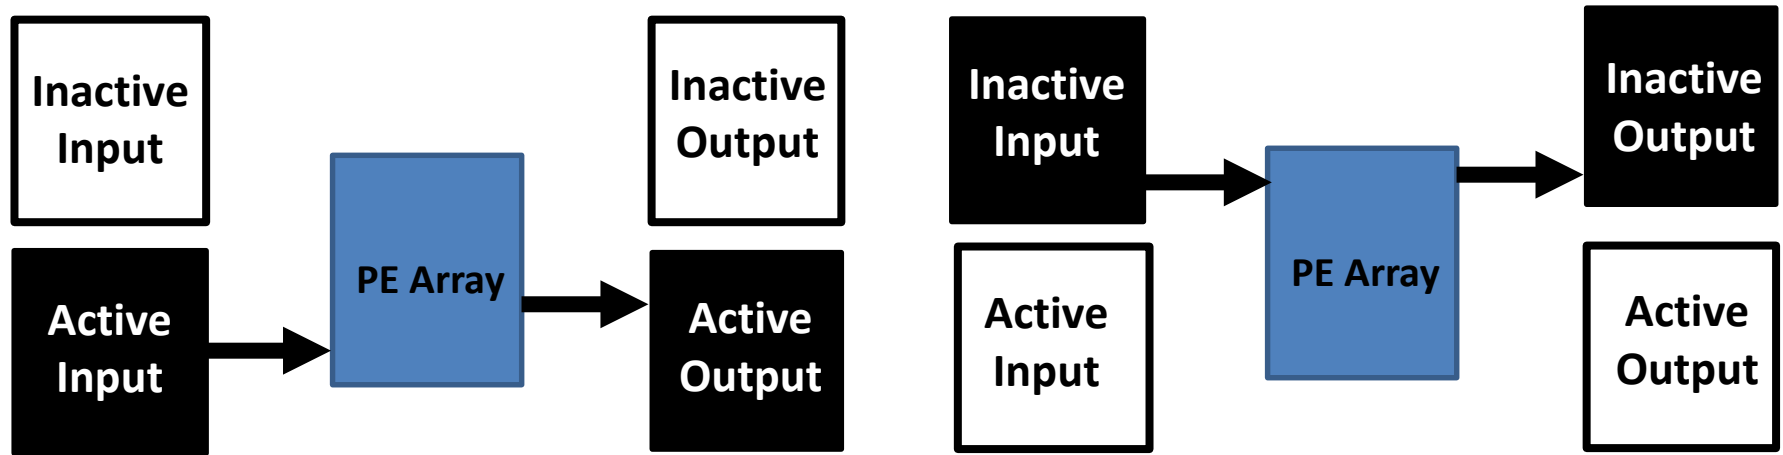 Inactive
Input
Inactive
Output
PE Array
Active
Input
Active
Output
Inactive
Input
Inactive
Output
PE Array
Active
Input
Active
Output